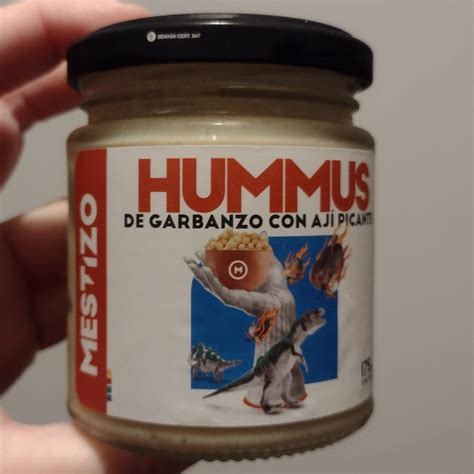 HUMMUS
DE GARBANZO CON AJÍ PICANTE
MESTIZO
M